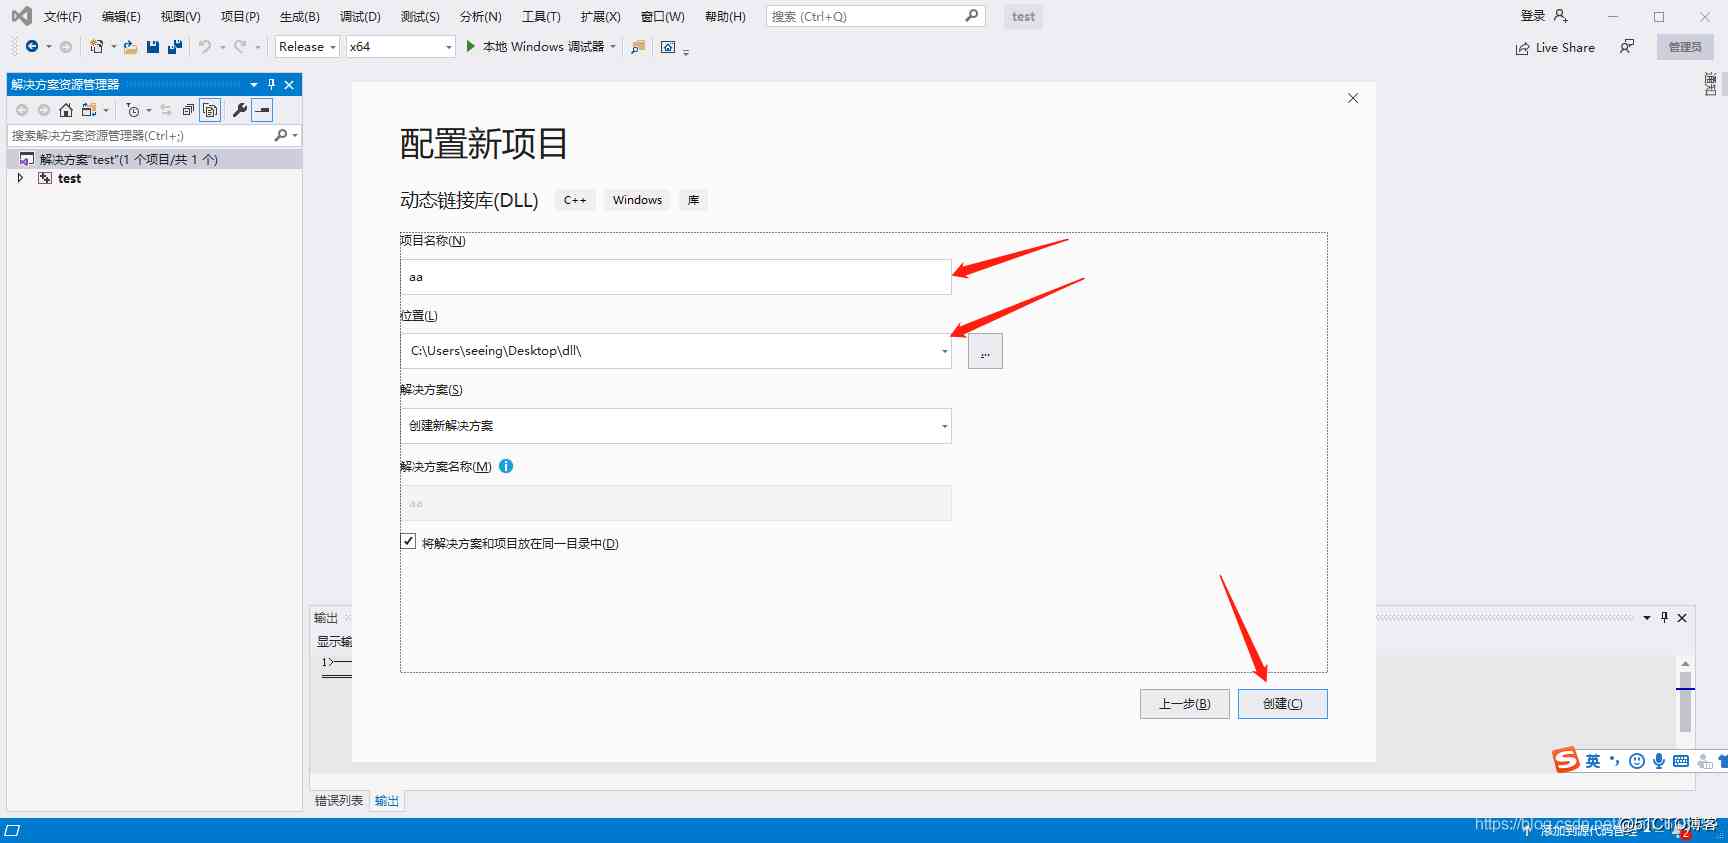 文件(F) 编辑(E) 视图(V) 项目(P) 生成(B) 调试(D) 测试(S) 分析(N) 工具(T) 扩展(X) 窗口(W) 帮助(H) 搜索 (Ctrl+Q) test 登录
Release x64 本地 Windows 调试器 Live Share 管理员
解决方案资源管理器
搜索解决方案资源管理器(Ctrl+;)
解决方案"test"(1 个项目/共 1 个)
test
配置新项目
动态链接库(DLL) C++ Windows 库
项目名称(N)
aa
位置(L)
C:\Users\seeing\Desktop\dll\
...
解决方案(S)
创建新解决方案
解决方案名称(M)
aa
将解决方案和项目放在同一目录中(D)
上一步(B) 创建(C)
输出
显示输
1>
英
错误列表 输出
https://blog.csdn.net
添加到源代码管理
@51CTO博客
2